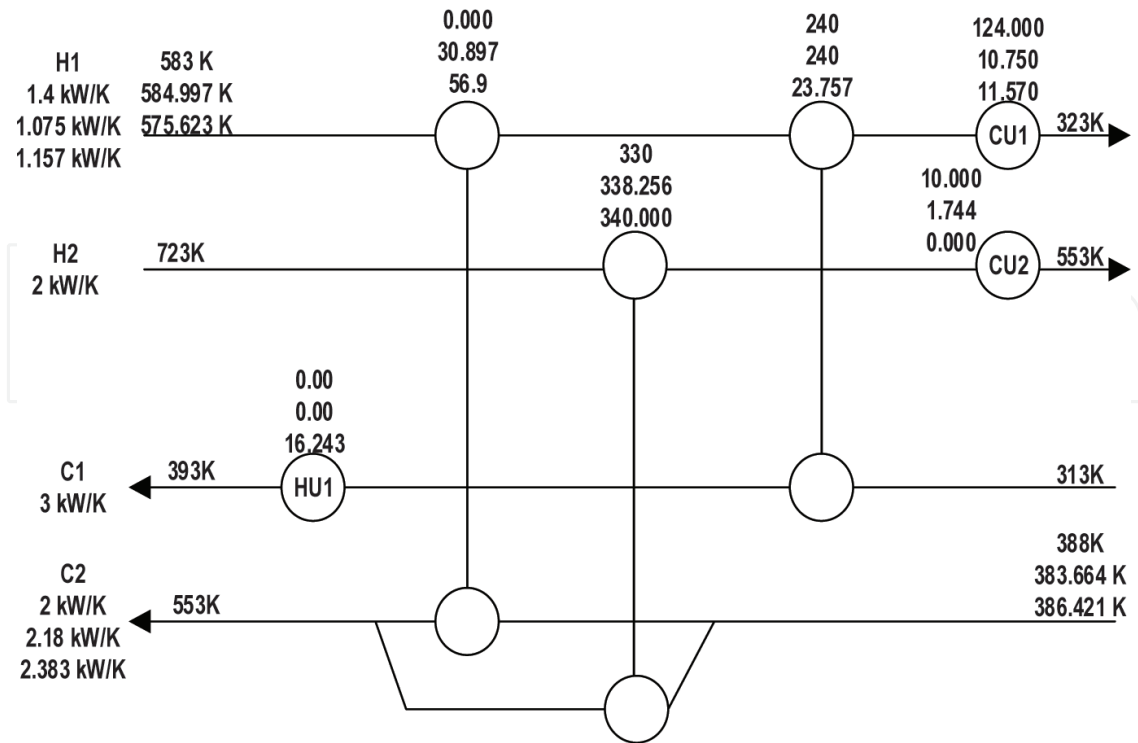 0.000
30.897
56.9
240
240
23.757
124.000
10.750
11.570
H1
1.4 kW/K
1.075 kW/K
1.157 kW/K
583 K
584.997 K
575.623 K
CU1
323K
330
338.256
340.000
10.000
1.744
0.000
H2
2 kW/K
723K
CU2
553K
0.00
0.00
16.243
C1
3 kW/K
393K
HU1
313K
388K
383.664 K
386.421 K
C2
2 kW/K
2.18 kW/K
2.383 kW/K
553K